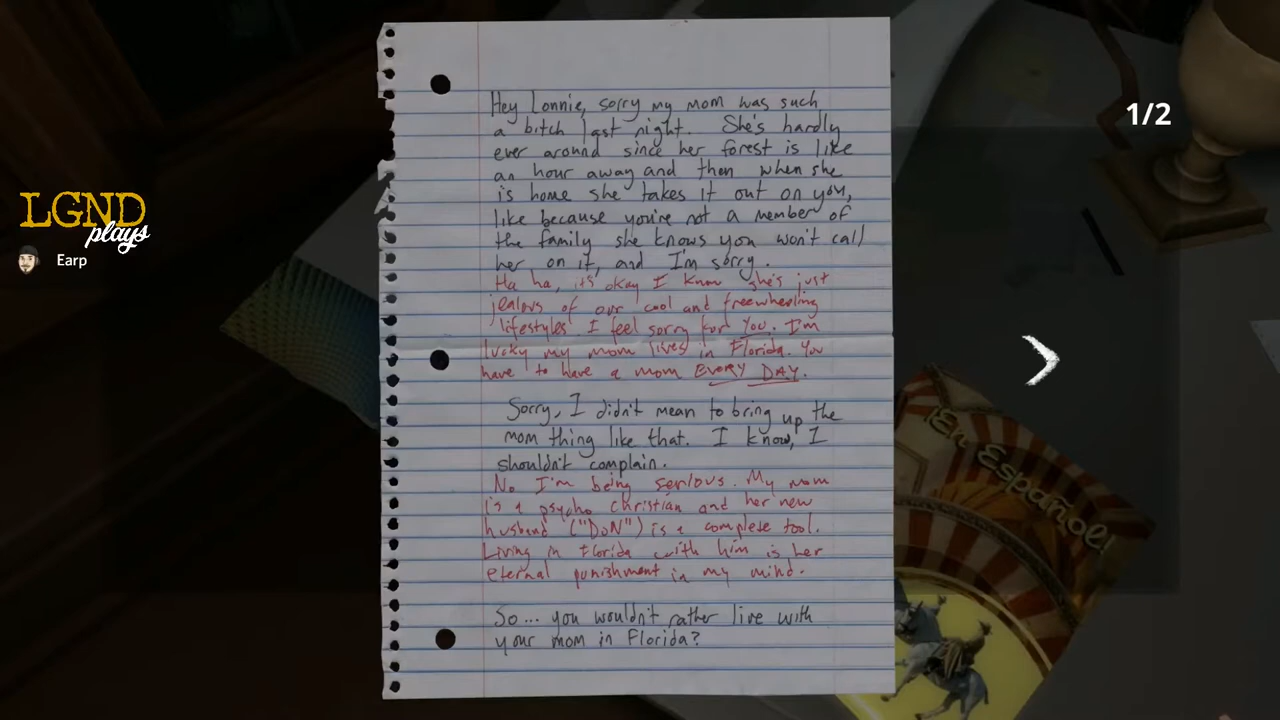 Hey Lonnie, sorry my mom was such
a bitch last night. She's hardly
ever around since her forest is like
an hour away and then when she
is home she takes it out on you,
like because you're not a member of
the family she knows you won't call
her on it, and I'm sorry.
Ha ha, it's okay I know she's just
jealous of our cool and freewheeling
lifestyles. I feel sorry for YOU. I'm
lucky my mom lives in Florida. You
have to have a mom EVERY DAY.
Sorry, I didn't mean to bring up the
mom thing like that. I know, I
shouldn't complain.
No I'm being serious. My mom
is a psycho christian and her new
husband ("DON") is a complete tool.
Living in Florida with him is her
eternal punishment in my mind.
So... you wouldn't rather live with
your mom in Florida?
1/2
LGND
plays
Earp
¡En Español!